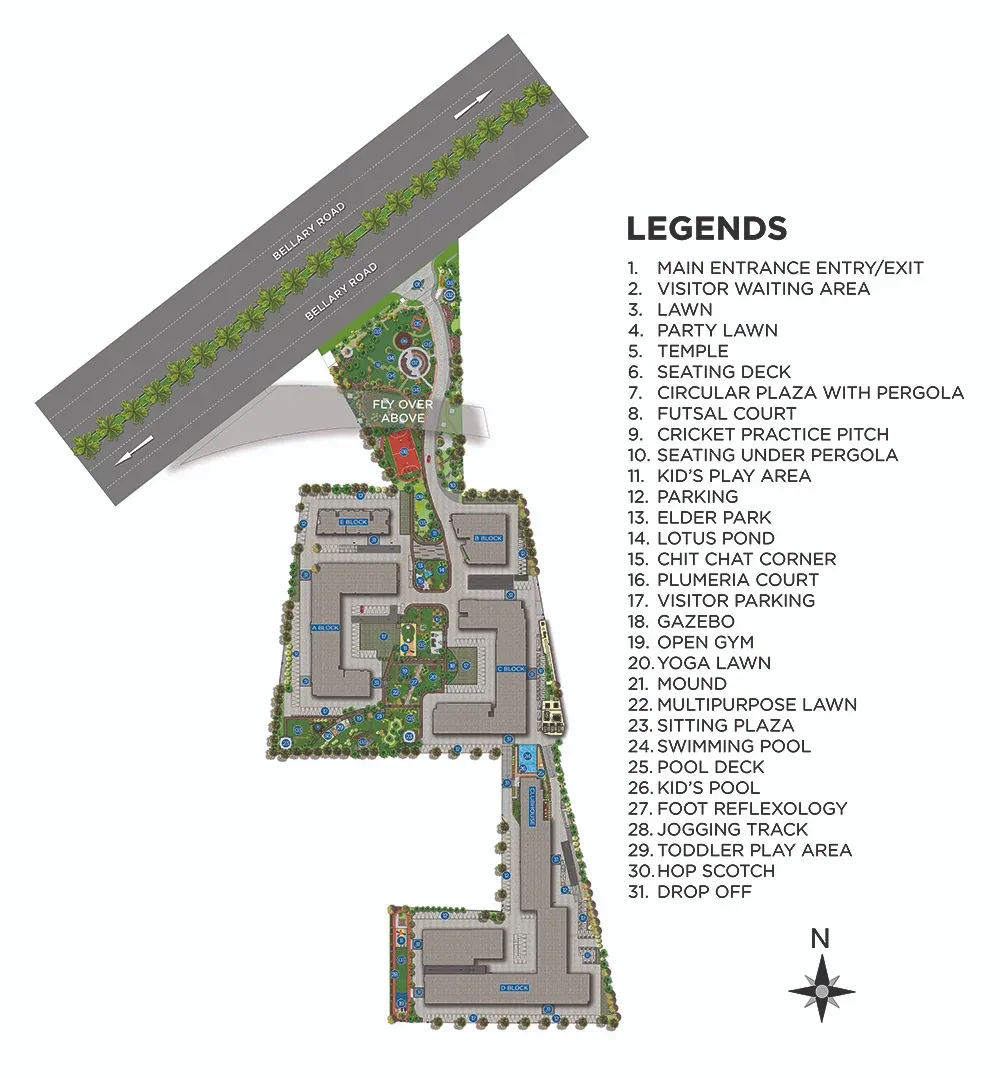 BELLARY ROAD
BELLARY ROAD
FLY OVER
ABOVE
E BLOCK
B BLOCK
A BLOCK
C BLOCK
CLUBHOUSE
D BLOCK
LEGENDS
1. MAIN ENTRANCE ENTRY/EXIT
2. VISITOR WAITING AREA
3. LAWN
4. PARTY LAWN
5. TEMPLE
6. SEATING DECK
7. CIRCULAR PLAZA WITH PERGOLA
8. FUTSAL COURT
9. CRICKET PRACTICE PITCH
10. SEATING UNDER PERGOLA
11. KID'S PLAY AREA
12. PARKING
13. ELDER PARK
14. LOTUS POND
15. CHIT CHAT CORNER
16. PLUMERIA COURT
17. VISITOR PARKING
18. GAZEBO
19. OPEN GYM
20. YOGA LAWN
21. MOUND
22. MULTIPURPOSE LAWN
23. SITTING PLAZA
24. SWIMMING POOL
25. POOL DECK
26. KID'S POOL
27. FOOT REFLEXOLOGY
28. JOGGING TRACK
29. TODDLER PLAY AREA
30. HOP SCOTCH
31. DROP OFF
N